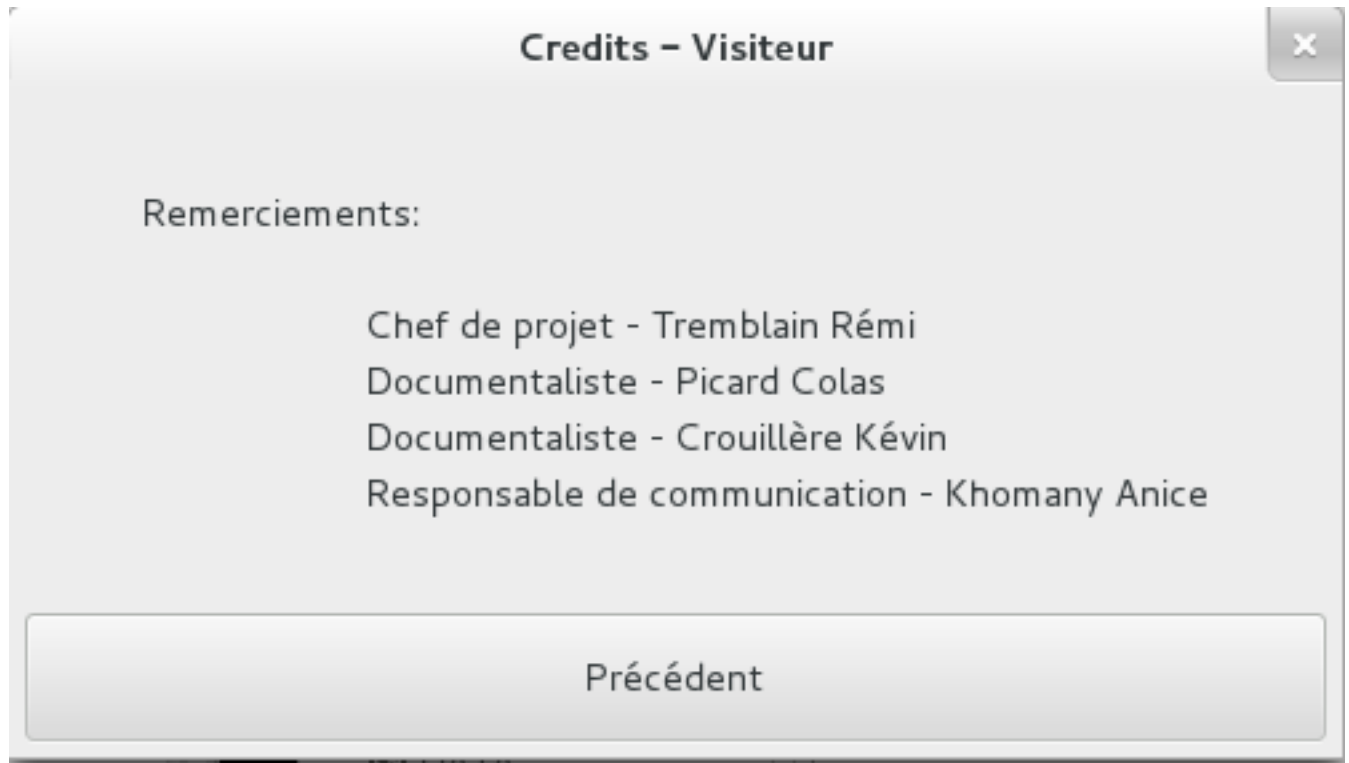 Credits – Visiteur
Remerciements:
Chef de projet - Tremblain Rémi
Documentaliste - Picard Colas
Documentaliste - Crouillère Kévin
Responsable de communication - Khomany Anice
Précédent